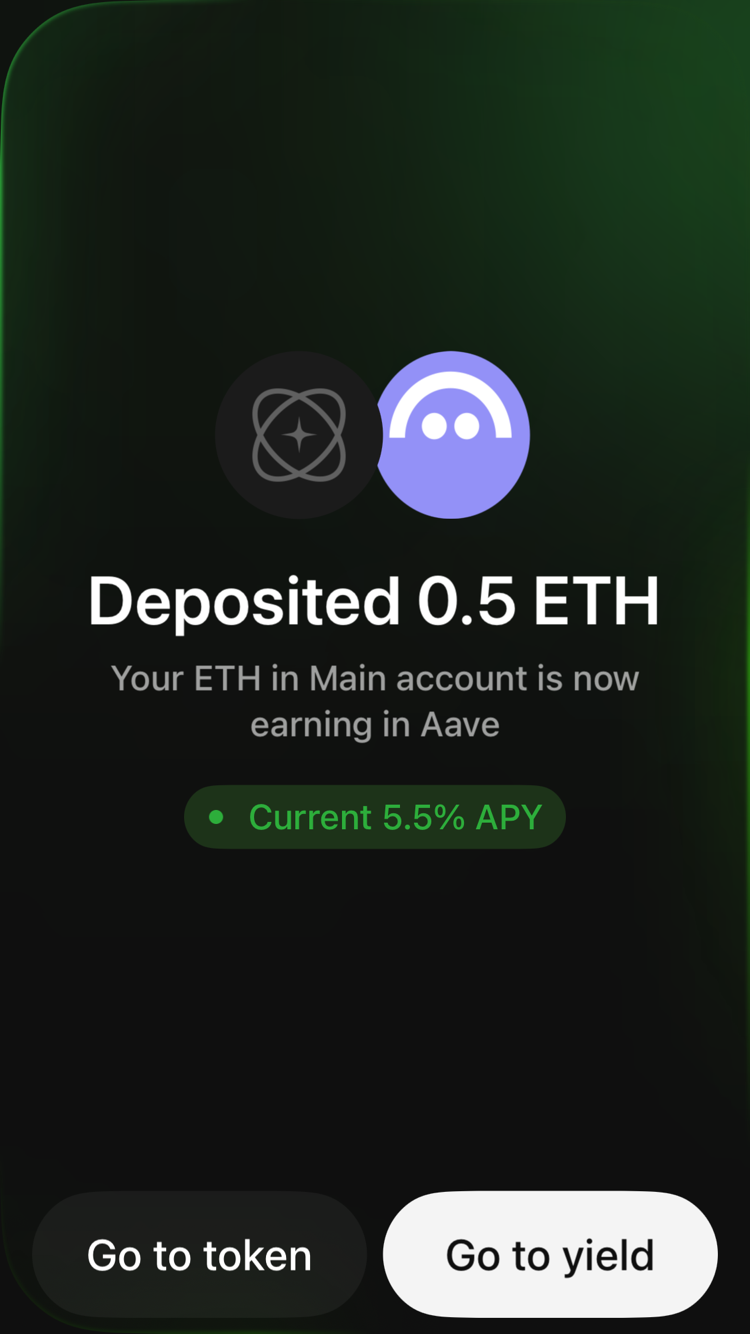 Deposited 0.5 ETH
Your ETH in Main account is now
earning in Aave
Current 5.5% APY
Go to token
Go to yield